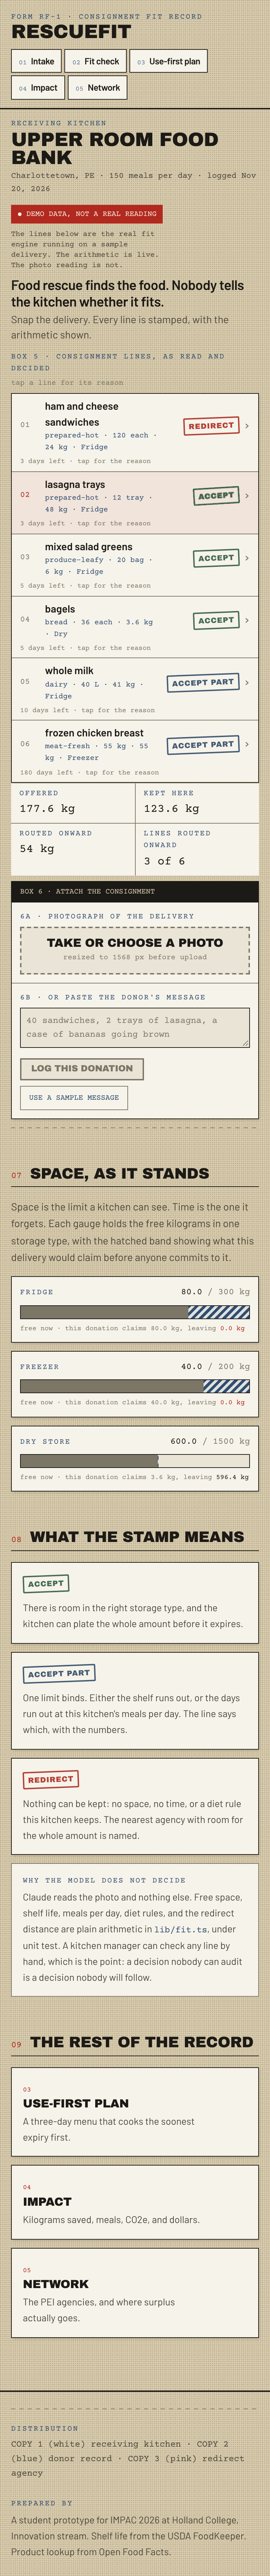 FORM RF-1 · CONSIGNMENT FIT RECORD
RESCUEFIT
01 Intake
02 Fit check
03 Use-first plan
04 Impact
05 Network
RECEIVING KITCHEN
UPPER ROOM FOOD
BANK
Charlottetown, PE · 150 meals per day · logged Nov
20, 2026
● DEMO DATA, NOT A REAL READING
The lines below are the real fit
engine running on a sample
delivery. The arithmetic is live.
The photo reading is not.
Food rescue finds the food. Nobody tells
the kitchen whether it fits.
Snap the delivery. Every line is stamped, with the
arithmetic shown.
BOX 5 · CONSIGNMENT LINES, AS READ AND
DECIDED
tap a line for its reason
01
ham and cheese
sandwiches
prepared-hot · 120 each ·
24 kg · Fridge
REDIRECT ›
3 days left · tap for the reason
02
lasagna trays
prepared-hot · 12 tray ·
48 kg · Fridge
ACCEPT ›
3 days left · tap for the reason
03
mixed salad greens
produce-leafy · 20 bag ·
6 kg · Fridge
ACCEPT ›
5 days left · tap for the reason
04
bagels
bread · 36 each · 3.6 kg
· Dry
ACCEPT ›
5 days left · tap for the reason
05
whole milk
dairy · 40 L · 41 kg ·
Fridge
ACCEPT PART ›
10 days left · tap for the reason
06
frozen chicken breast
meat-fresh · 55 kg · 55
kg · Freezer
ACCEPT PART ›
180 days left · tap for the reason
OFFERED
177.6 kg
KEPT HERE
123.6 kg
ROUTED ONWARD
54 kg
LINES ROUTED
ONWARD
3 of 6
BOX 6 · ATTACH THE CONSIGNMENT
6A · PHOTOGRAPH OF THE DELIVERY
TAKE OR CHOOSE A PHOTO
resized to 1568 px before upload
6B · OR PASTE THE DONOR'S MESSAGE
40 sandwiches, 2 trays of lasagna, a
case of bananas going brown
LOG THIS DONATION
USE A SAMPLE MESSAGE
07 SPACE, AS IT STANDS
Space is the limit a kitchen can see. Time is the one it
forgets. Each gauge holds the free kilograms in one
storage type, with the hatched band showing what this
delivery would claim before anyone commits to it.
FRIDGE 80.0 / 300 kg
free now · this donation claims 80.0 kg, leaving 0.0 kg
FREEZER 40.0 / 200 kg
free now · this donation claims 40.0 kg, leaving 0.0 kg
DRY STORE 600.0 / 1500 kg
free now · this donation claims 3.6 kg, leaving 596.4 kg
08 WHAT THE STAMP MEANS
ACCEPT
There is room in the right storage type, and the
kitchen can plate the whole amount before it expires.
ACCEPT PART
One limit binds. Either the shelf runs out, or the days
run out at this kitchen's meals per day. The line says
which, with the numbers.
REDIRECT
Nothing can be kept: no space, no time, or a diet rule
this kitchen keeps. The nearest agency with room for
the whole amount is named.
WHY THE MODEL DOES NOT DECIDE
Claude reads the photo and nothing else. Free space,
shelf life, meals per day, diet rules, and the redirect
distance are plain arithmetic in lib/fit.ts, under
unit test. A kitchen manager can check any line by
hand, which is the point: a decision nobody can audit
is a decision nobody will follow.
09 THE REST OF THE RECORD
03
USE-FIRST PLAN
A three-day menu that cooks the soonest
expiry first.
04
IMPACT
Kilograms saved, meals, CO2e, and dollars.
05
NETWORK
The PEI agencies, and where surplus
actually goes.
DISTRIBUTION
COPY 1 (white) receiving kitchen · COPY 2
(blue) donor record · COPY 3 (pink) redirect
agency
PREPARED BY
A student prototype for IMPAC 2026 at Holland College,
Innovation stream. Shelf life from the USDA FoodKeeper.
Product lookup from Open Food Facts.